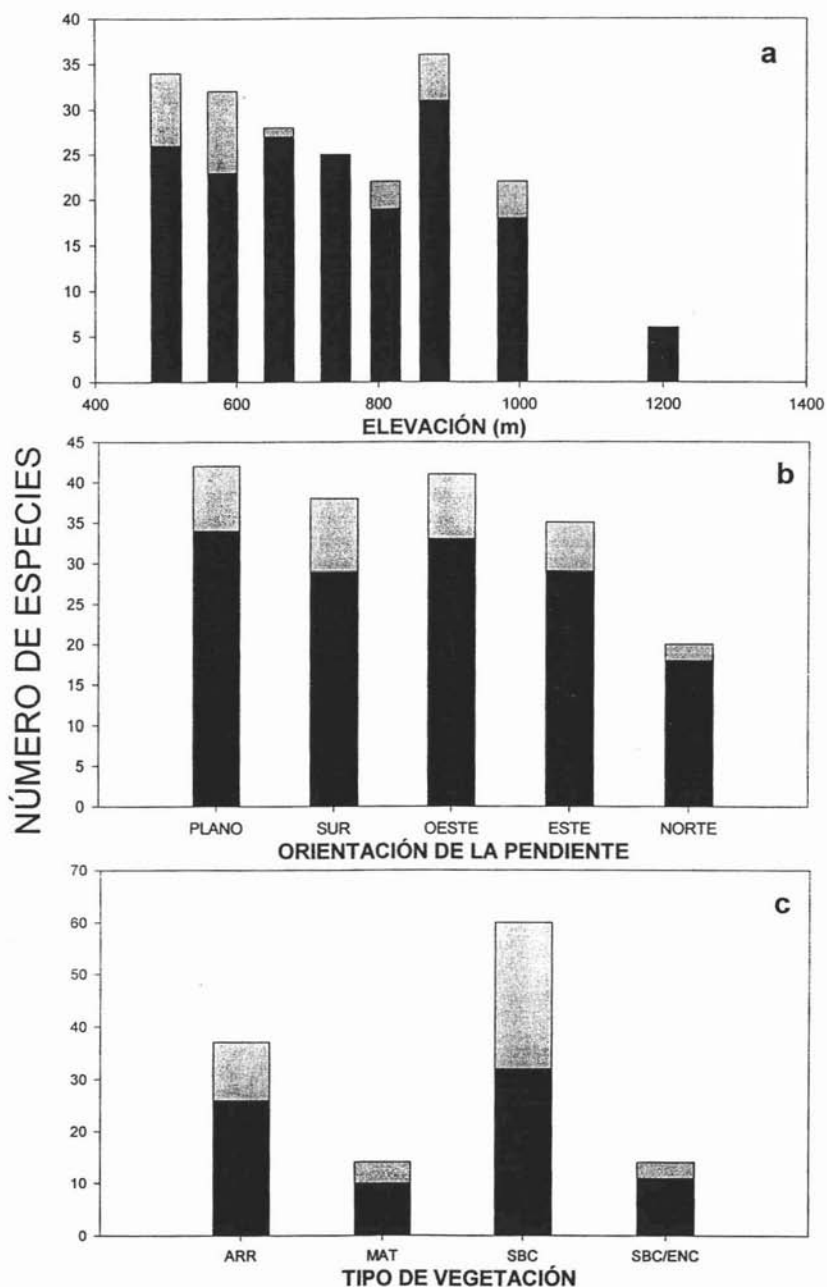 40
35
30
25
20
15
10
5
0
a
400 600 800 1000 1200 1400
ELEVACIÓN (m)
NÚMERO DE ESPECIES
45
40
35
30
25
20
15
10
5
0
b
PLANO SUR OESTE ESTE NORTE
ORIENTACIÓN DE LA PENDIENTE
70
60
50
40
30
20
10
0
c
ARR MAT SBC SBC/ENC
TIPO DE VEGETACIÓN